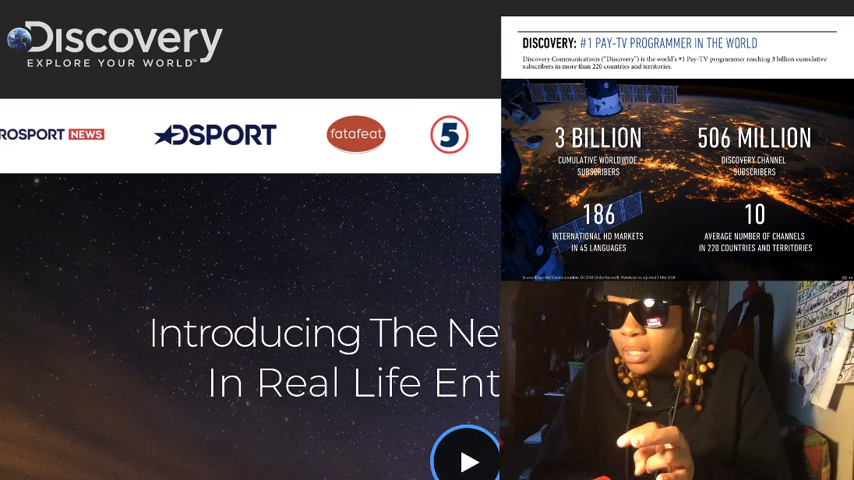 Discovery
EXPLORE YOUR WORLD™
ROSPORT NEWS
DSPORT
fatafeat
5
Introducing The Ne
In Real Life Ent
DISCOVERY: #1 PAY-TV PROGRAMMER IN THE WORLD
Discovery Communications ("Discovery") is the world's #1 Pay-TV programmer reaching 3 billion cumulative
subscribers in more than 220 countries and territories.
3 BILLION
CUMULATIVE WORLDWIDE
SUBSCRIBERS
506 MILLION
DISCOVERY CHANNEL
SUBSCRIBERS
186
INTERNATIONAL HD MARKETS
IN 45 LANGUAGES
10
AVERAGE NUMBER OF CHANNELS
IN 220 COUNTRIES AND TERRITORIES